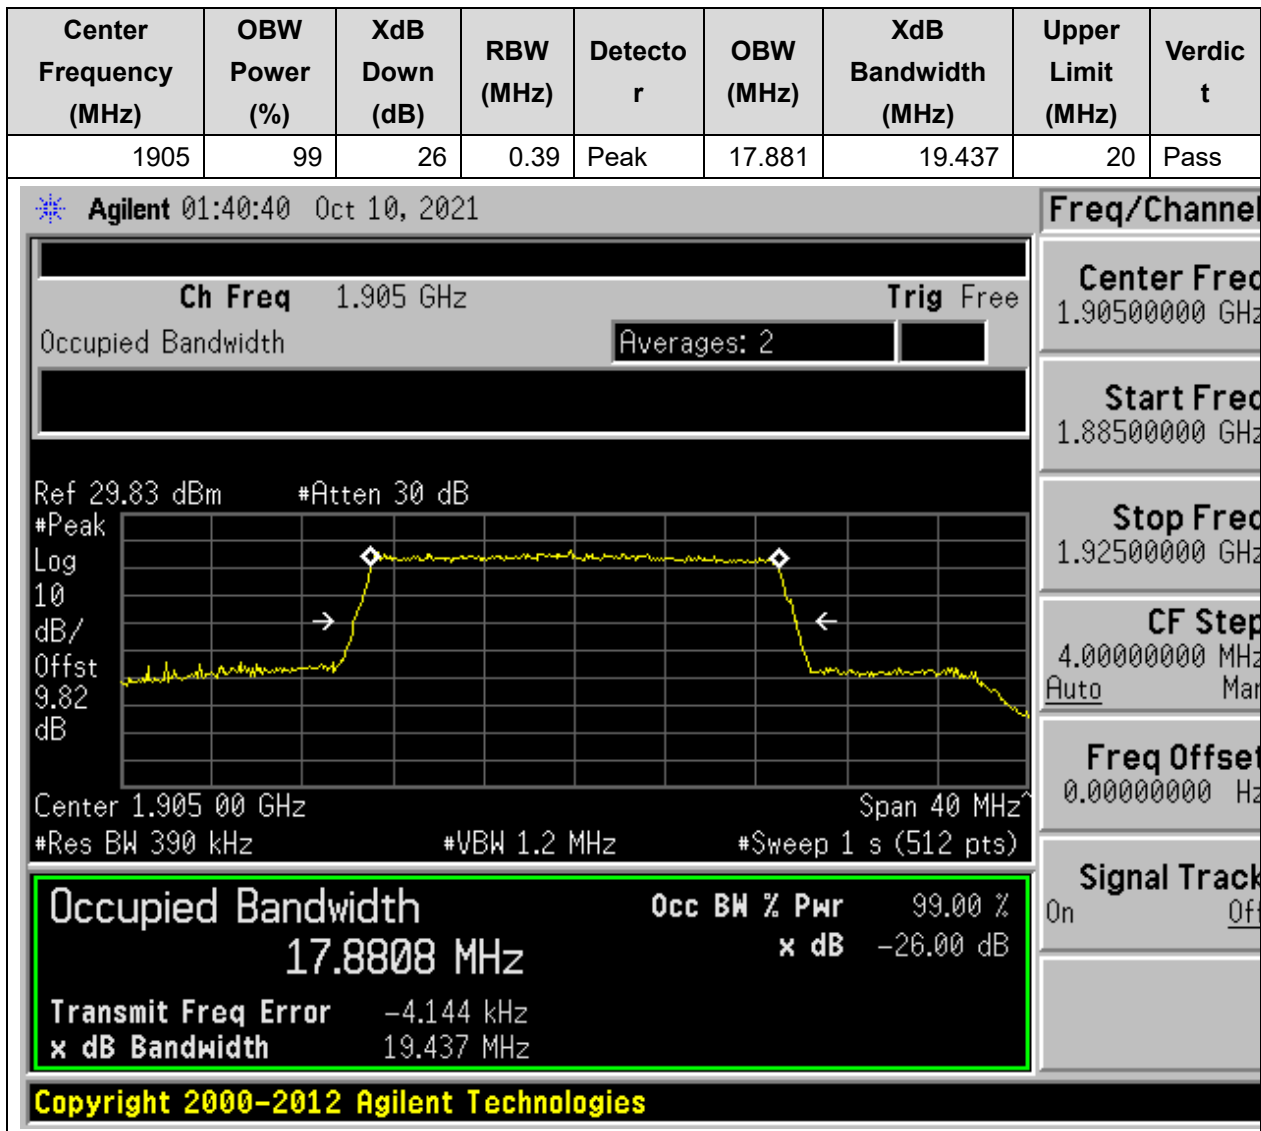 Center Frequency (MHz) OBW Power (%) XdB Down (dB) RBW (MHz) Detecto r OBW (MHz) XdB Bandwidth (MHz) Upper Limit (MHz) Verdic t
1905 99 26 0.39 Peak 17.881 19.437 20 Pass
Agilent 01:40:40 Oct 10, 2021
Ch Freq 1.905 GHz Trig Free
Occupied Bandwidth Averages: 2
Ref 29.83 dBm #Atten 30 dB
#Peak
Log
10
dB/
Offst
9.82
dB
Center 1.905 00 GHz Span 40 MHz^
#Res BW 390 kHz #VBW 1.2 MHz #Sweep 1 s (512 pts)
Occupied Bandwidth Occ BW % Pwr 99.00 %
17.8808 MHz x dB -26.00 dB
Transmit Freq Error -4.144 kHz
x dB Bandwidth 19.437 MHz
Copyright 2000-2012 Agilent Technologies
Freq/Channel
Center Freq
1.90500000 GHz
Start Freq
1.88500000 GHz
Stop Freq
1.92500000 GHz
CF Step
4.00000000 MHz
Auto Man
Freq Offset
0.00000000 Hz
Signal Track
On Off